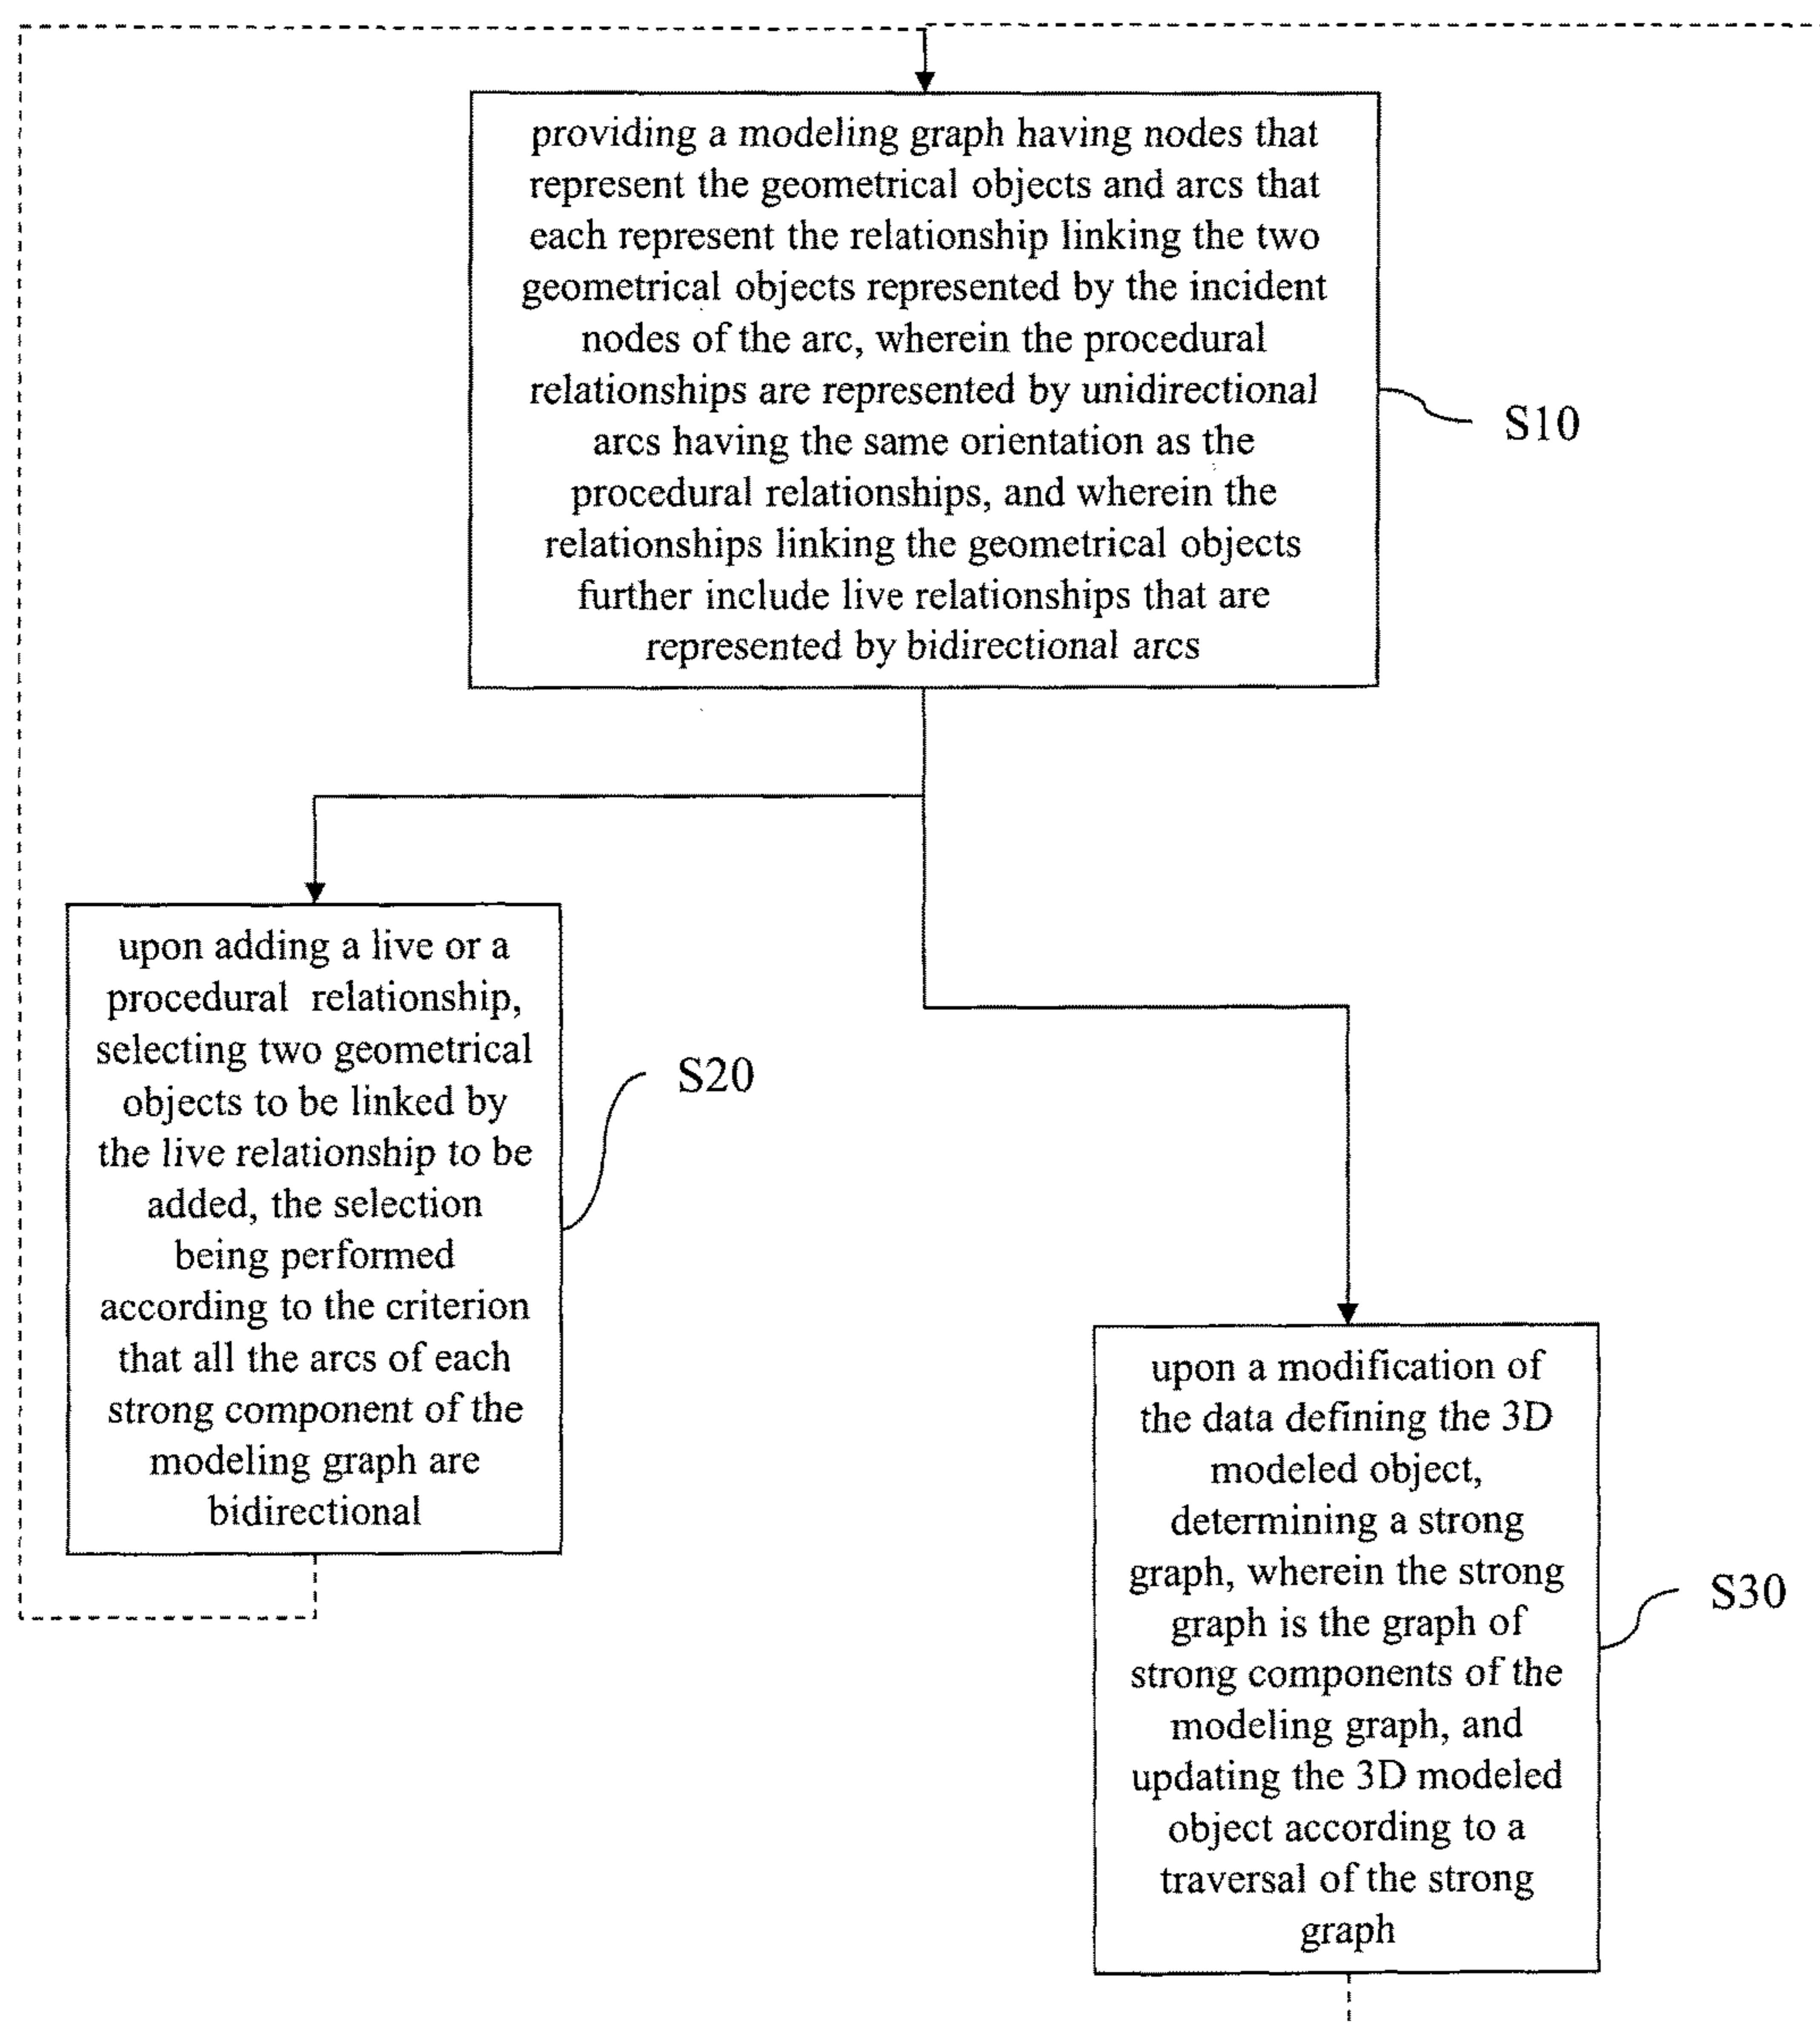 providing a modeling graph having nodes that
represent the geometrical objects and arcs that
each represent the relationship linking the two
geometrical objects represented by the incident
nodes of the arc, wherein the procedural
relationships are represented by unidirectional
arcs having the same orientation as the
procedural relationships, and wherein the
relationships linking the geometrical objects
further include live relationships that are
represented by bidirectional arcs
S10
upon adding a live or a
procedural relationship,
selecting two geometrical
objects to be linked by
the live relationship to be
added, the selection
being performed
according to the criterion
that all the arcs of each
strong component of the
modeling graph are
bidirectional
S20
upon a modification of
the data defining the 3D
modeled object,
determining a strong
graph, wherein the strong
graph is the graph of
strong components of the
modeling graph, and
updating the 3D modeled
object according to a
traversal of the strong
graph
S30